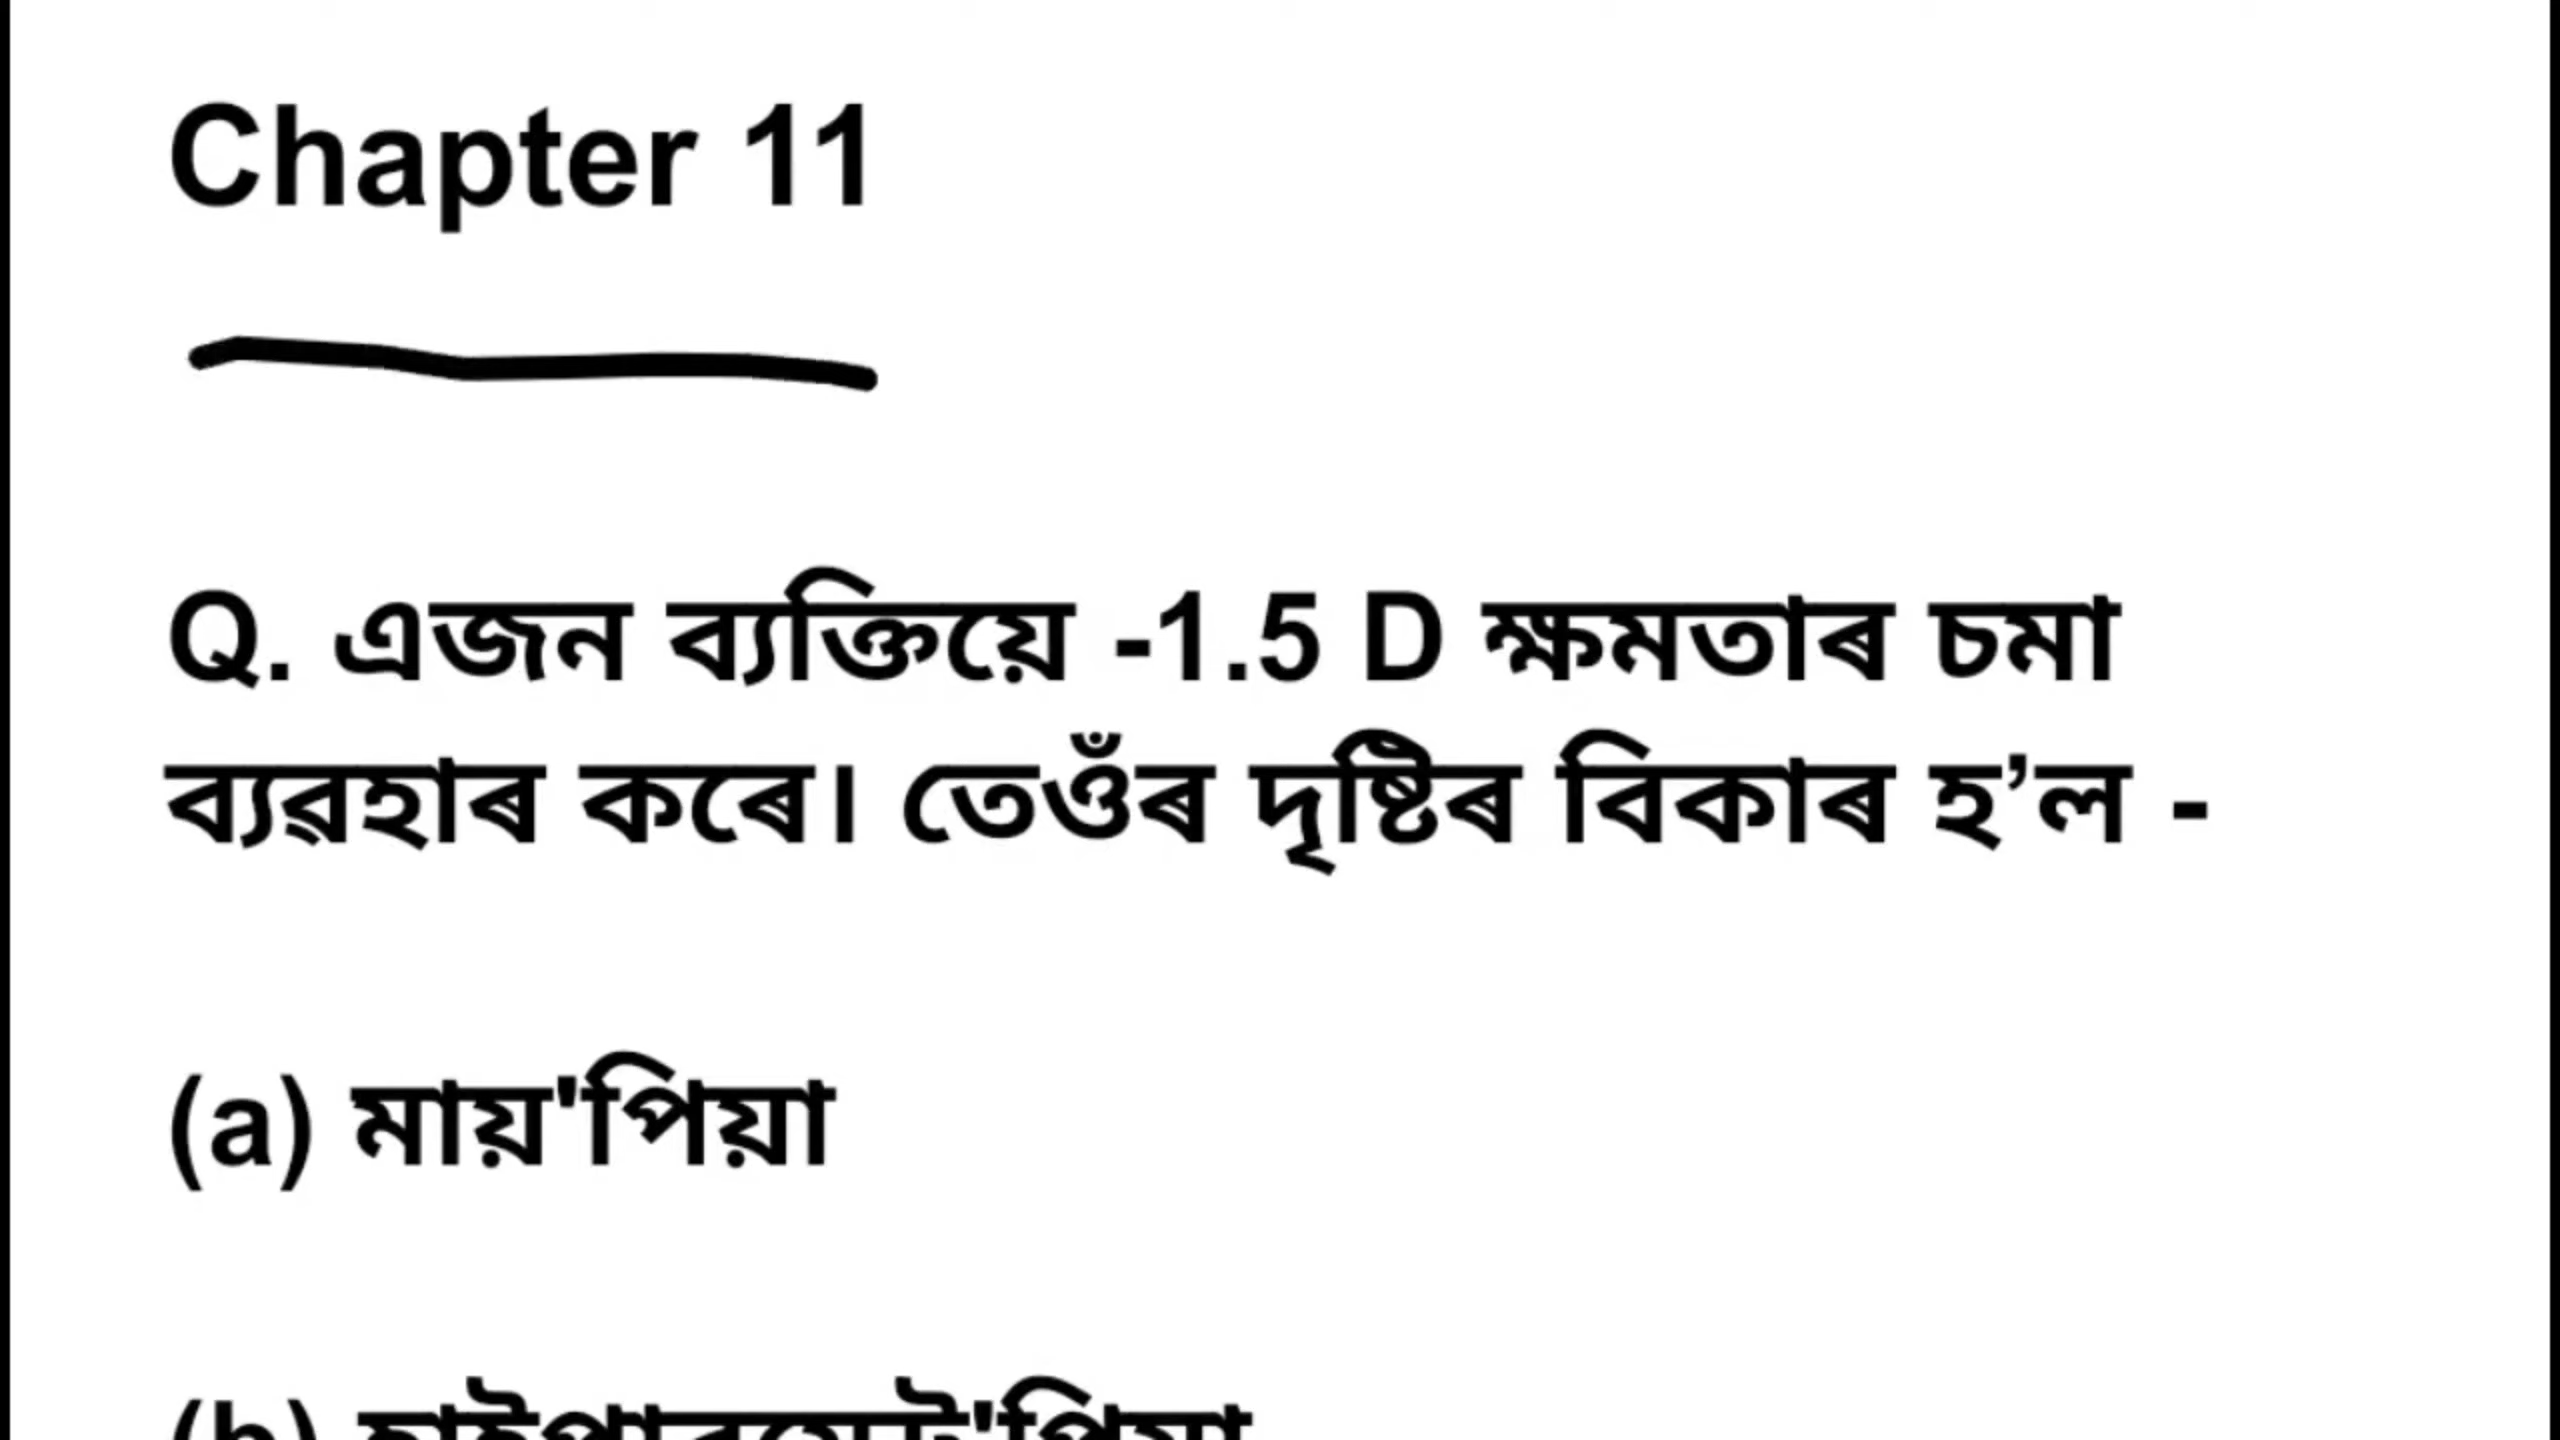 Chapter 11
Q. এজন ব্যক্তিয়ে -1.5 D ক্ষমতাৰ চমা
ব্যৱহাৰ কৰে। তেওঁৰ দৃষ্টিৰ বিকাৰ হ’ল -
(a) মায়'পিয়া
(b)